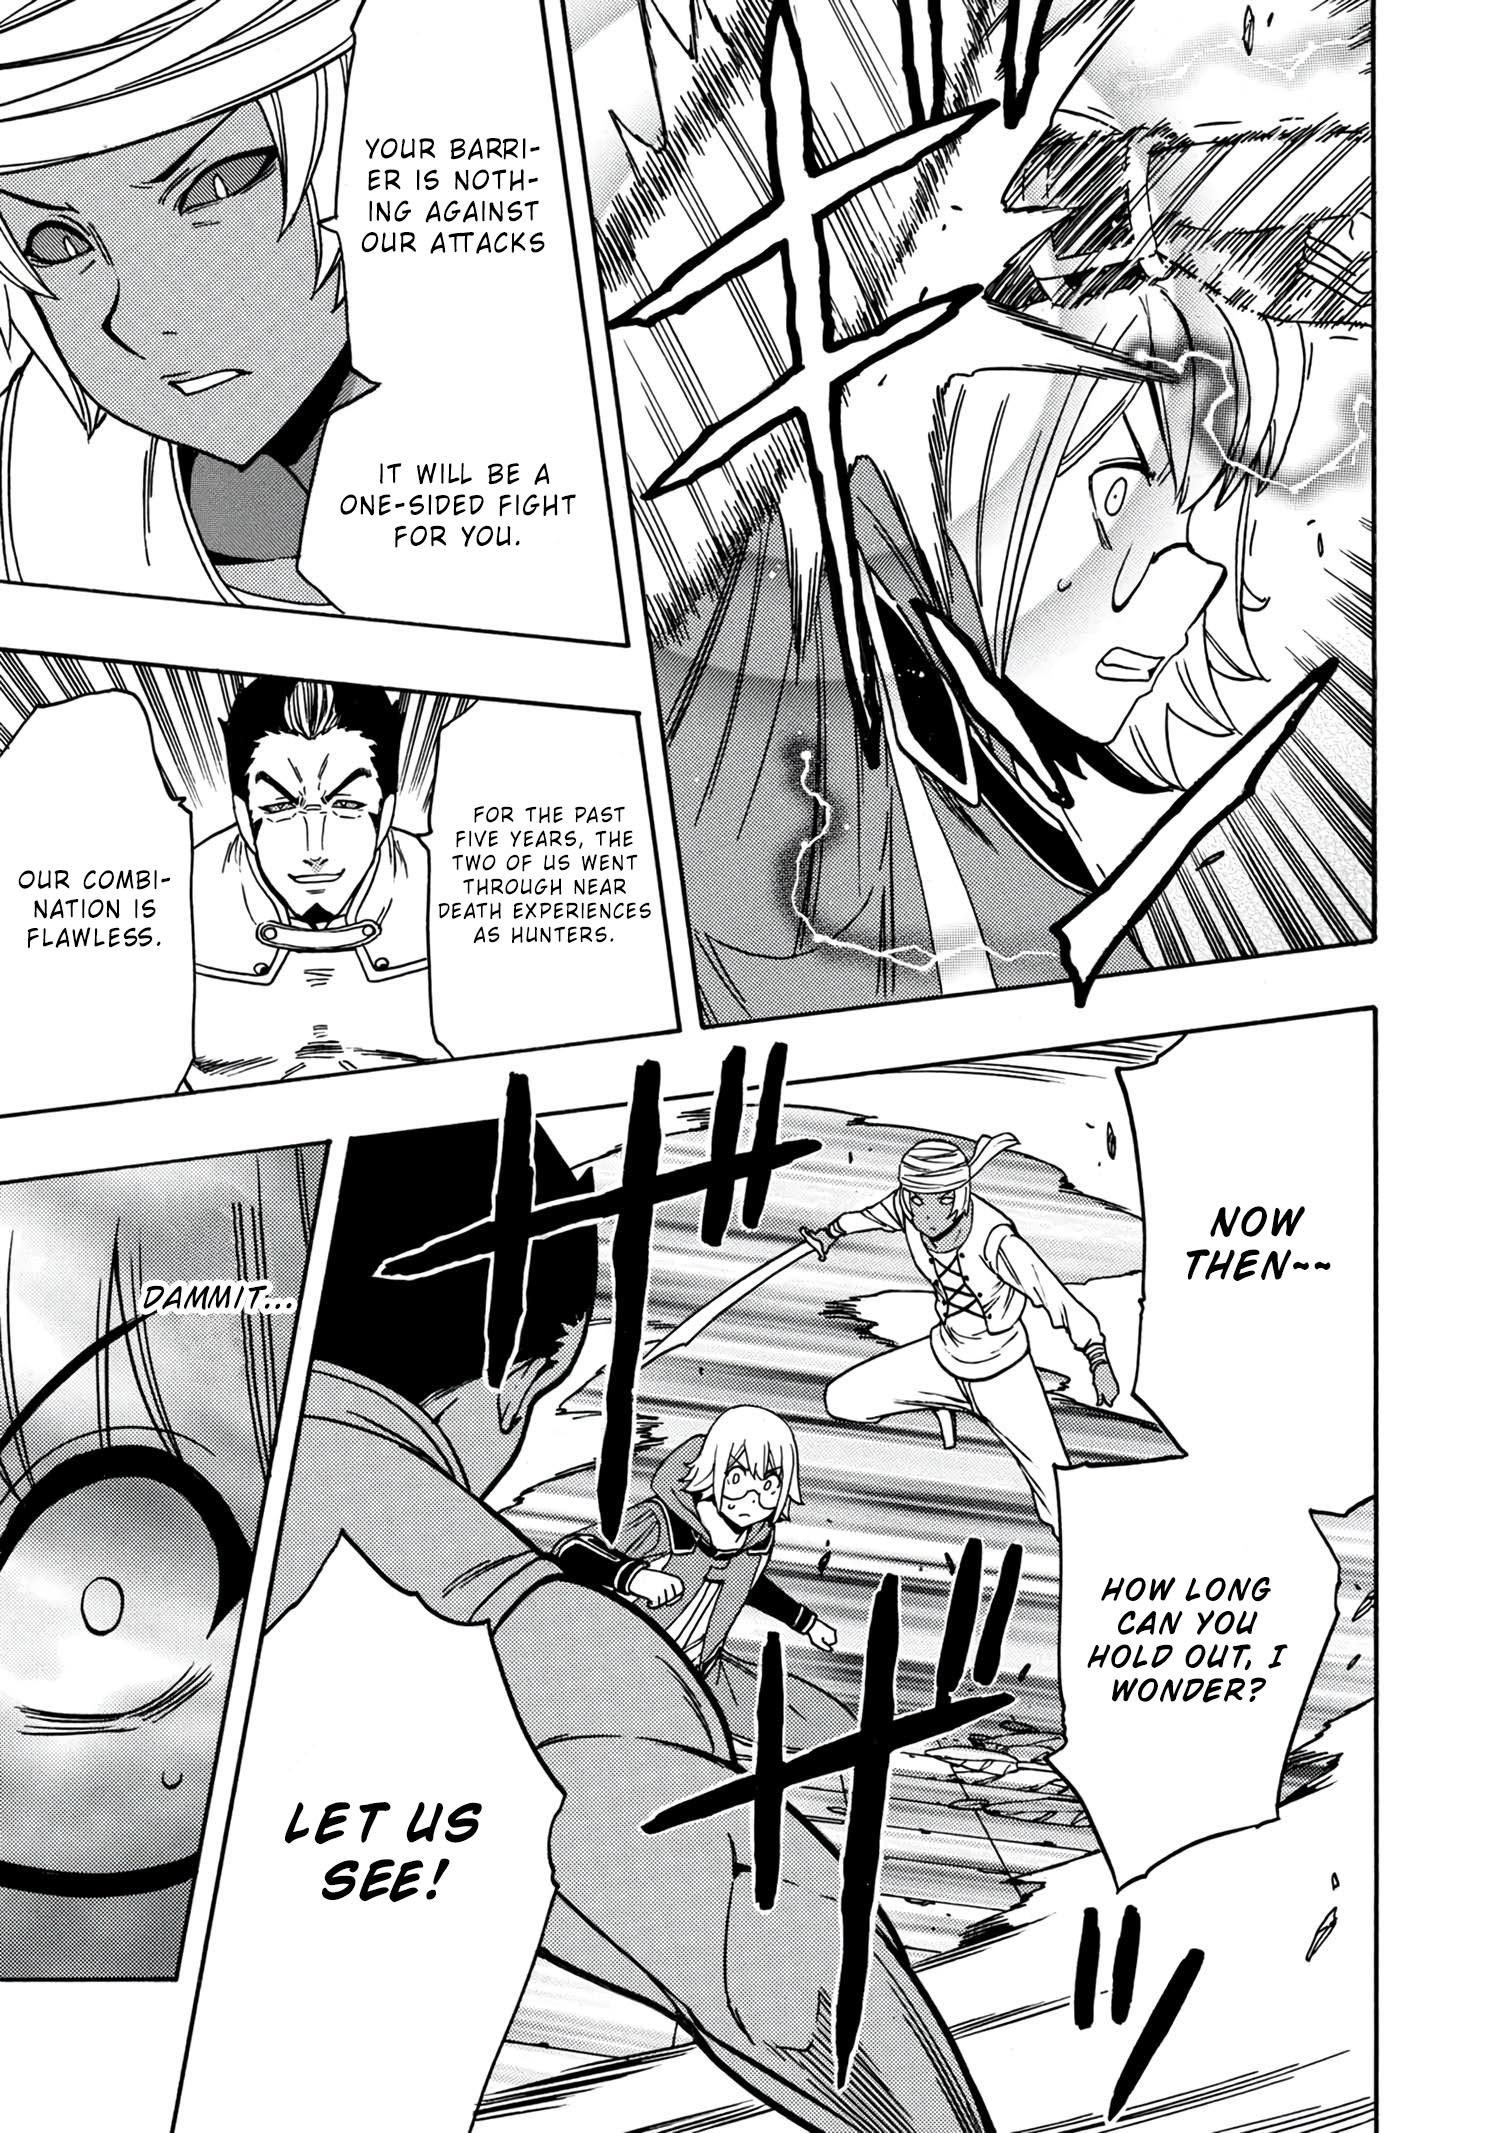 YOUR BARRI-
ER IS NOTH-
ING AGAINST
OUR ATTACKS
IT WILL BE A
ONE-SIDED FIGHT
FOR YOU.
FOR THE PAST
FIVE YEARS, THE
TWO OF US WENT
THROUGH NEAR
DEATH EXPERIENCES
AS HUNTERS.
OUR COMBI-
NATION IS
FLAWLESS.
NOW
THEN~~
HOW LONG
CAN YOU
HOLD OUT, I
WONDER?
LET US
SEE!
DAMMIT...